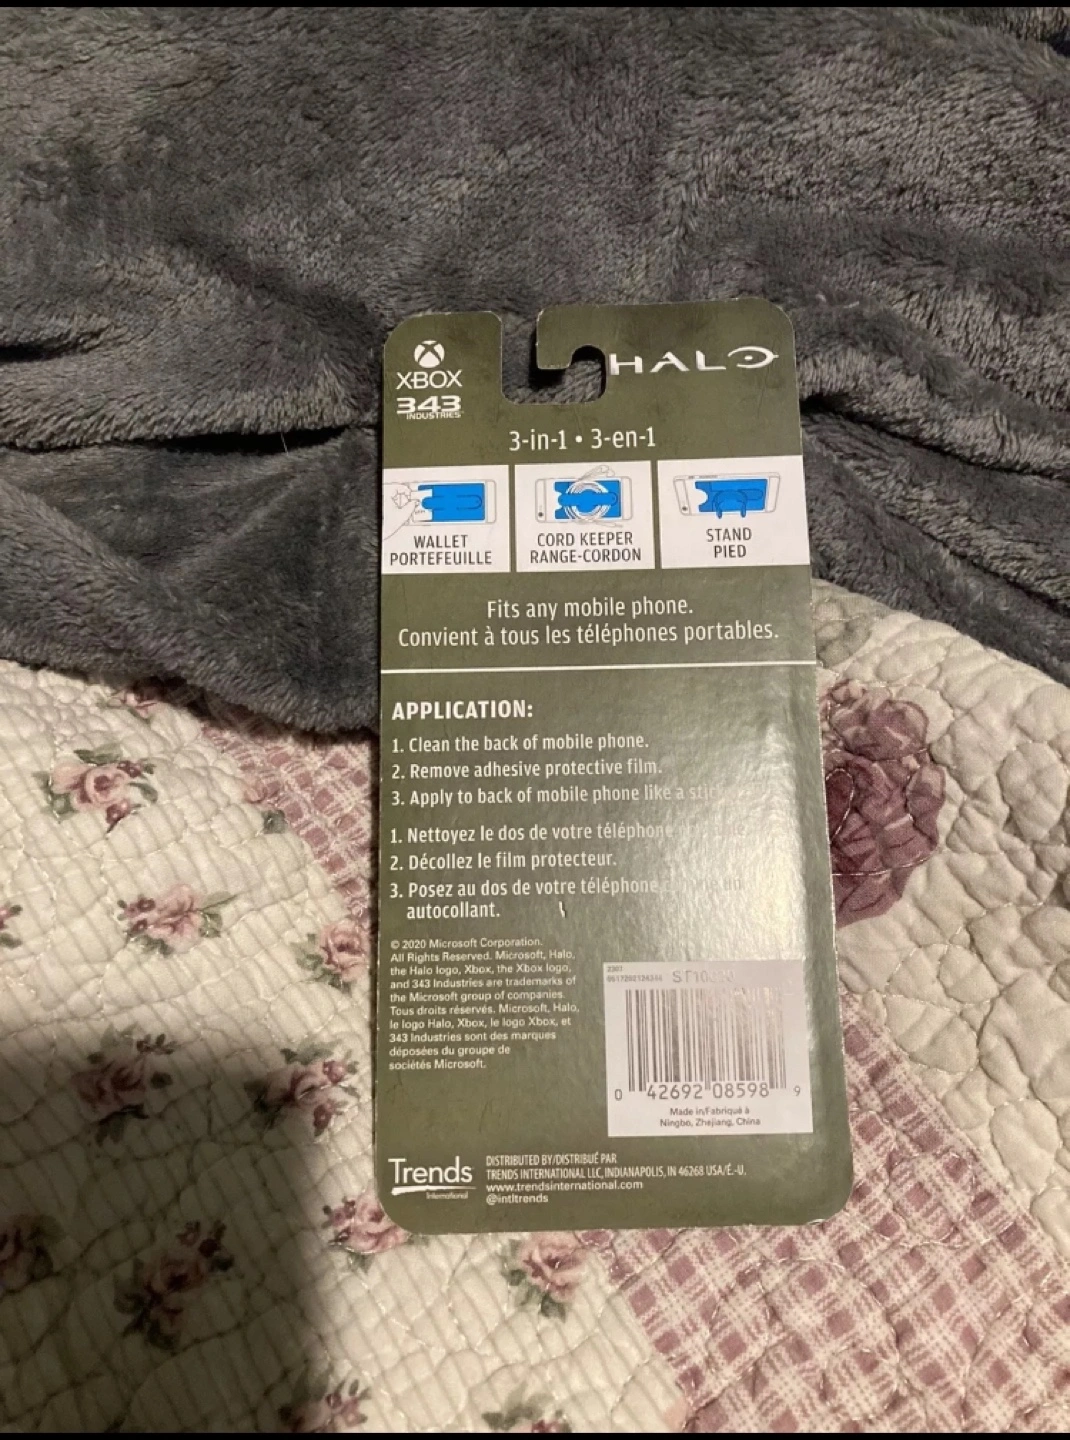 XBOX
343
INDUSTRIES
HALO
3-in-1 • 3-en-1
WALLET
PORTEFEUILLE
CORD KEEPER
RANGE-CORDON
STAND
PIED
Fits any mobile phone.
Convient à tous les téléphones portables.
APPLICATION:
1. Clean the back of mobile phone.
2. Remove adhesive protective film.
3. Apply to back of mobile phone like a
1. Nettoyez le dos de votre téléphone
2. Décollez le film protecteur.
3. Posez au dos de votre téléphone comme un
autocollant.
© 2020 Microsoft Corporation.
All Rights Reserved. Microsoft, Halo,
the Halo logo, Xbox, the Xbox logo,
and 343 Industries are trademarks of
the Microsoft group of companies.
Tous droits réservés. Microsoft, Halo,
le logo Halo, Xbox, le logo Xbox, et
343 Industries sont des marques
déposées du groupe de
sociétés Microsoft.
2307
0 42692 08598 9
Made in/Fabriqué à
Ningbo, Zhejiang, China
Trends
International
DISTRIBUTED BY/DISTRIBUÉ PAR
TRENDS INTERNATIONAL LLC, INDIANAPOLIS, IN 46268 USA/É.-U.
www.trendsinternational.com
@intltrends